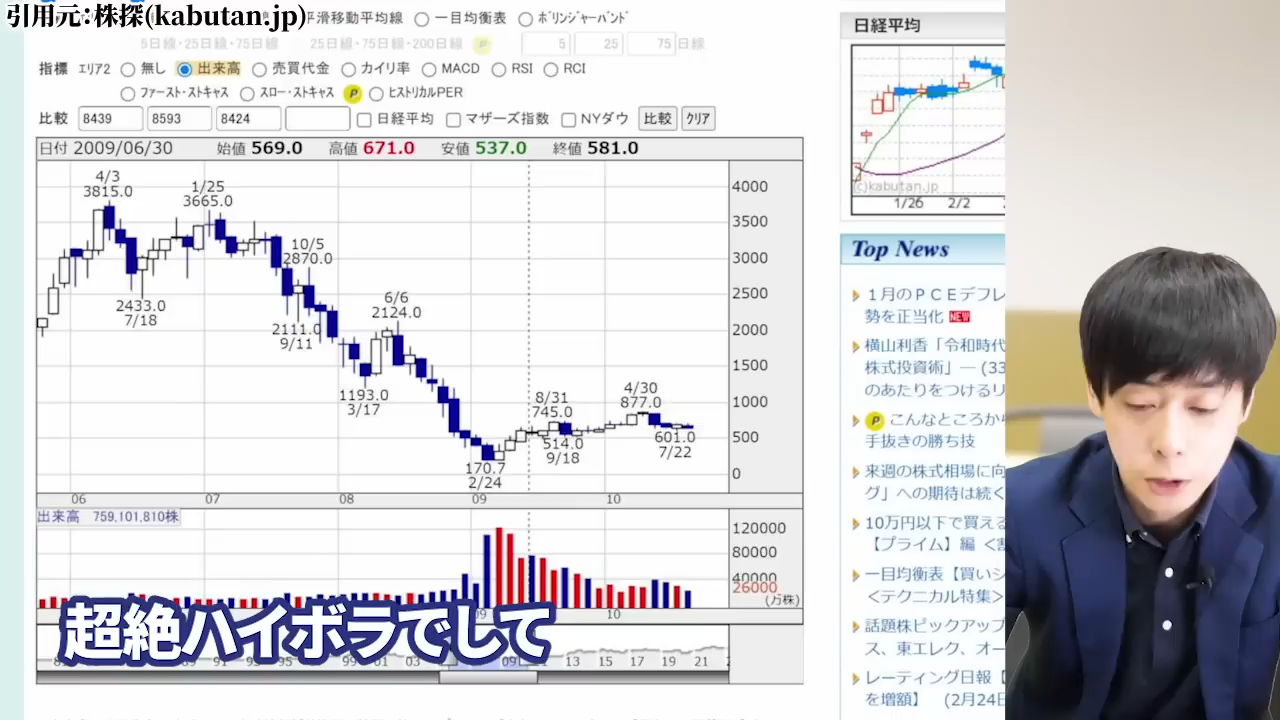 引用元:株探(kabutan.jp)
平滑移動平均線 一目均衡表 ボリンジャーバンド
5日線・25日線・75日線 25日線・75日線・200日線 P 5 25 75 日線
指標 エリア2 無し 出来高 売買代金 カイリ率 MACD RSI RCI
ファースト・ストキャス スロー・ストキャス P ヒストリカルPER
比較 8439 8593 8424 日経平均 マザーズ指数 NYダウ 比較 クリア
日付 2009/06/30 始値 569.0 高値 671.0 安値 537.0 終値 581.0
4/3
3815.0
1/25
3665.0
10/5
2870.0
2433.0
7/18
6/6
2124.0
2111.0
9/11
1193.0
3/17
8/31
745.0
4/30
877.0
514.0
9/18
601.0
7/22
170.7
2/24
4000
3500
3000
2500
2000
1500
1000
500
0
06 07 08 09 10
出来高 759,101,810株
120000
80000
40000
26000
(万株)
09 10
超絶ハイボラでして
91 93 95 99 01 03 09 13 15 17 19 21
日経平均
(c)kabutan.jp
1/26 2/2
Top News
1月のPCEデフレ
勢を正当化 NEW
横山利香「令和時代
株式投資術」― (33
のあたりをつけるリ
P こんなところから
手抜きの勝ち技
来週の株式相場に向
グ」への期待は続く
10万円以下で買える
【プライム】編 <割
一目均衡表【買いシ
<テクニカル特集>
話題株ピックアップ
ス、東エレク、オー
レーティング日報【
を増額】 (2月24日